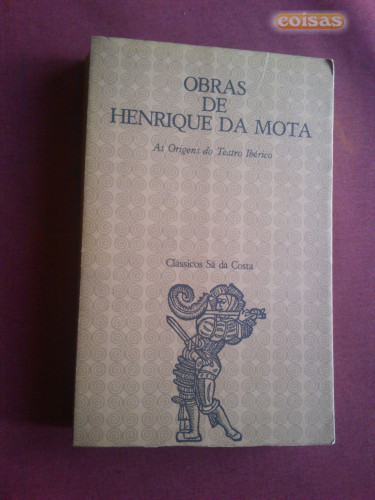 coisas
OBRAS
DE
HENRIQUE DA MOTA
As Origens do Teatro Ibérico
Clássicos Sá da Costa